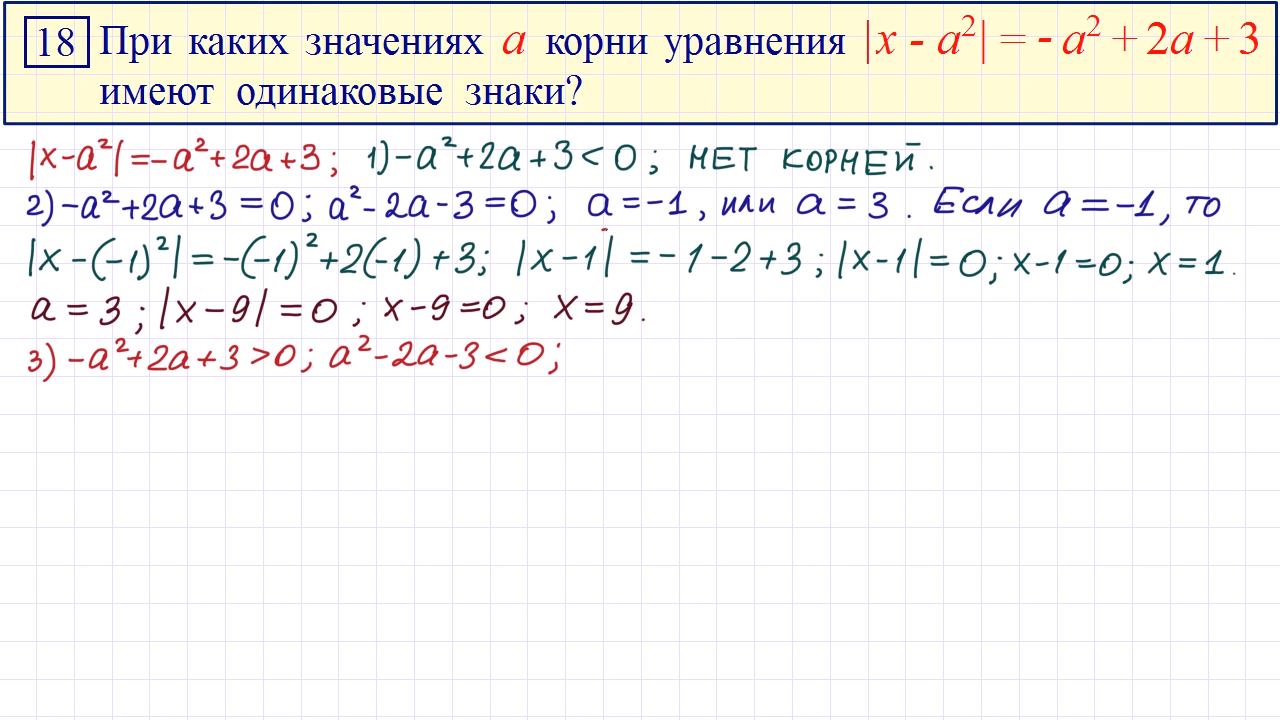 18 При каких значениях a корни уравнения |x - a²| = - a² + 2a + 3
имеют одинаковые знаки?
|x-a²|=-a²+2a+3; 1)-a²+2a+3<0; НЕТ КОРНЕЙ.
2)-a²+2a+3=0; a²-2a-3=0; a=-1, или a=3. Если a=-1, то
|x-(-1)²|=-(-1)²+2(-1)+3; |x-1|=-1-2+3; |x-1|=0; x-1=0; x=1.
a=3; |x-9|=0; x-9=0; x=9.
3)-a²+2a+3>0; a²-2a-3<0;